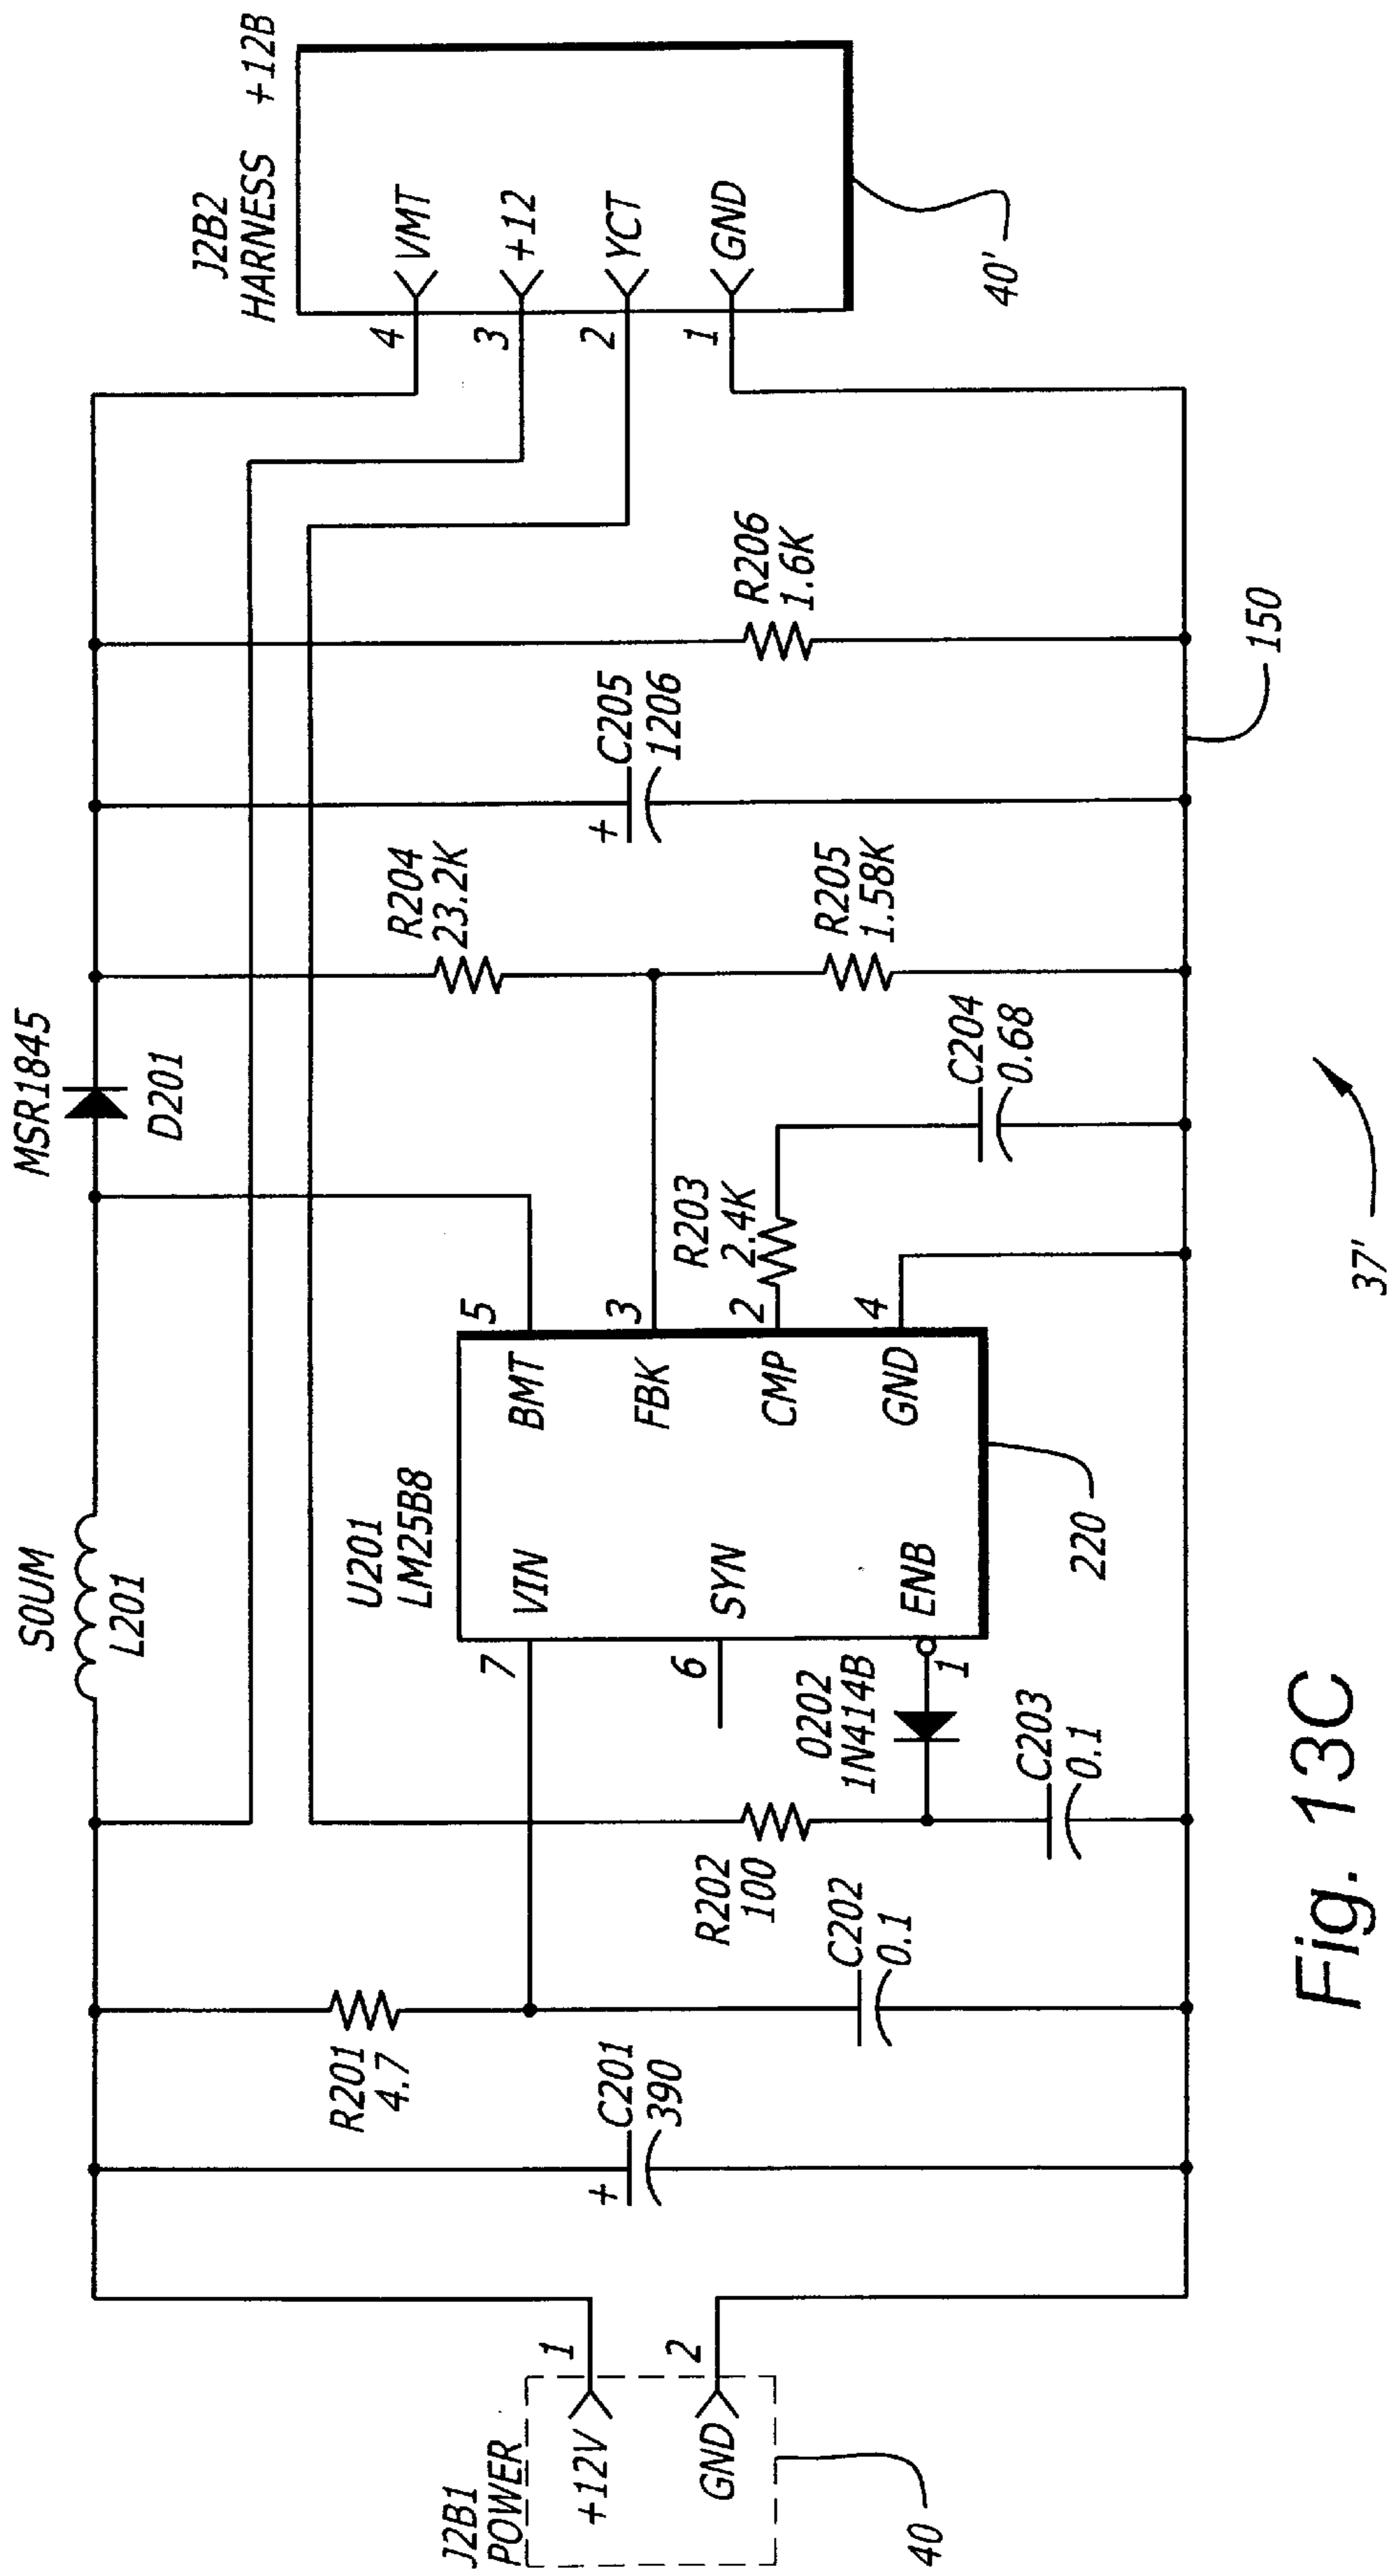 J2B1
POWER
+12V
GND
1
2
40
C201
390
+
R201
4.7
C202
0.1
R202
100
C203
0.1
O202
1N414B
S0UM
L201
U201
LM25B8
VIN
SYN
ENB
BMT
FBK
CMP
GND
7
6
1
5
3
2
4
220
R203
2.4K
C204
0.68
MSR1845
D201
R204
23.2K
R205
1.58K
+
C205
1206
R206
1.6K
150
J2B2
HARNESS +12B
4
3
2
1
VMT
+12
YCT
GND
40'
37'
Fig. 13C